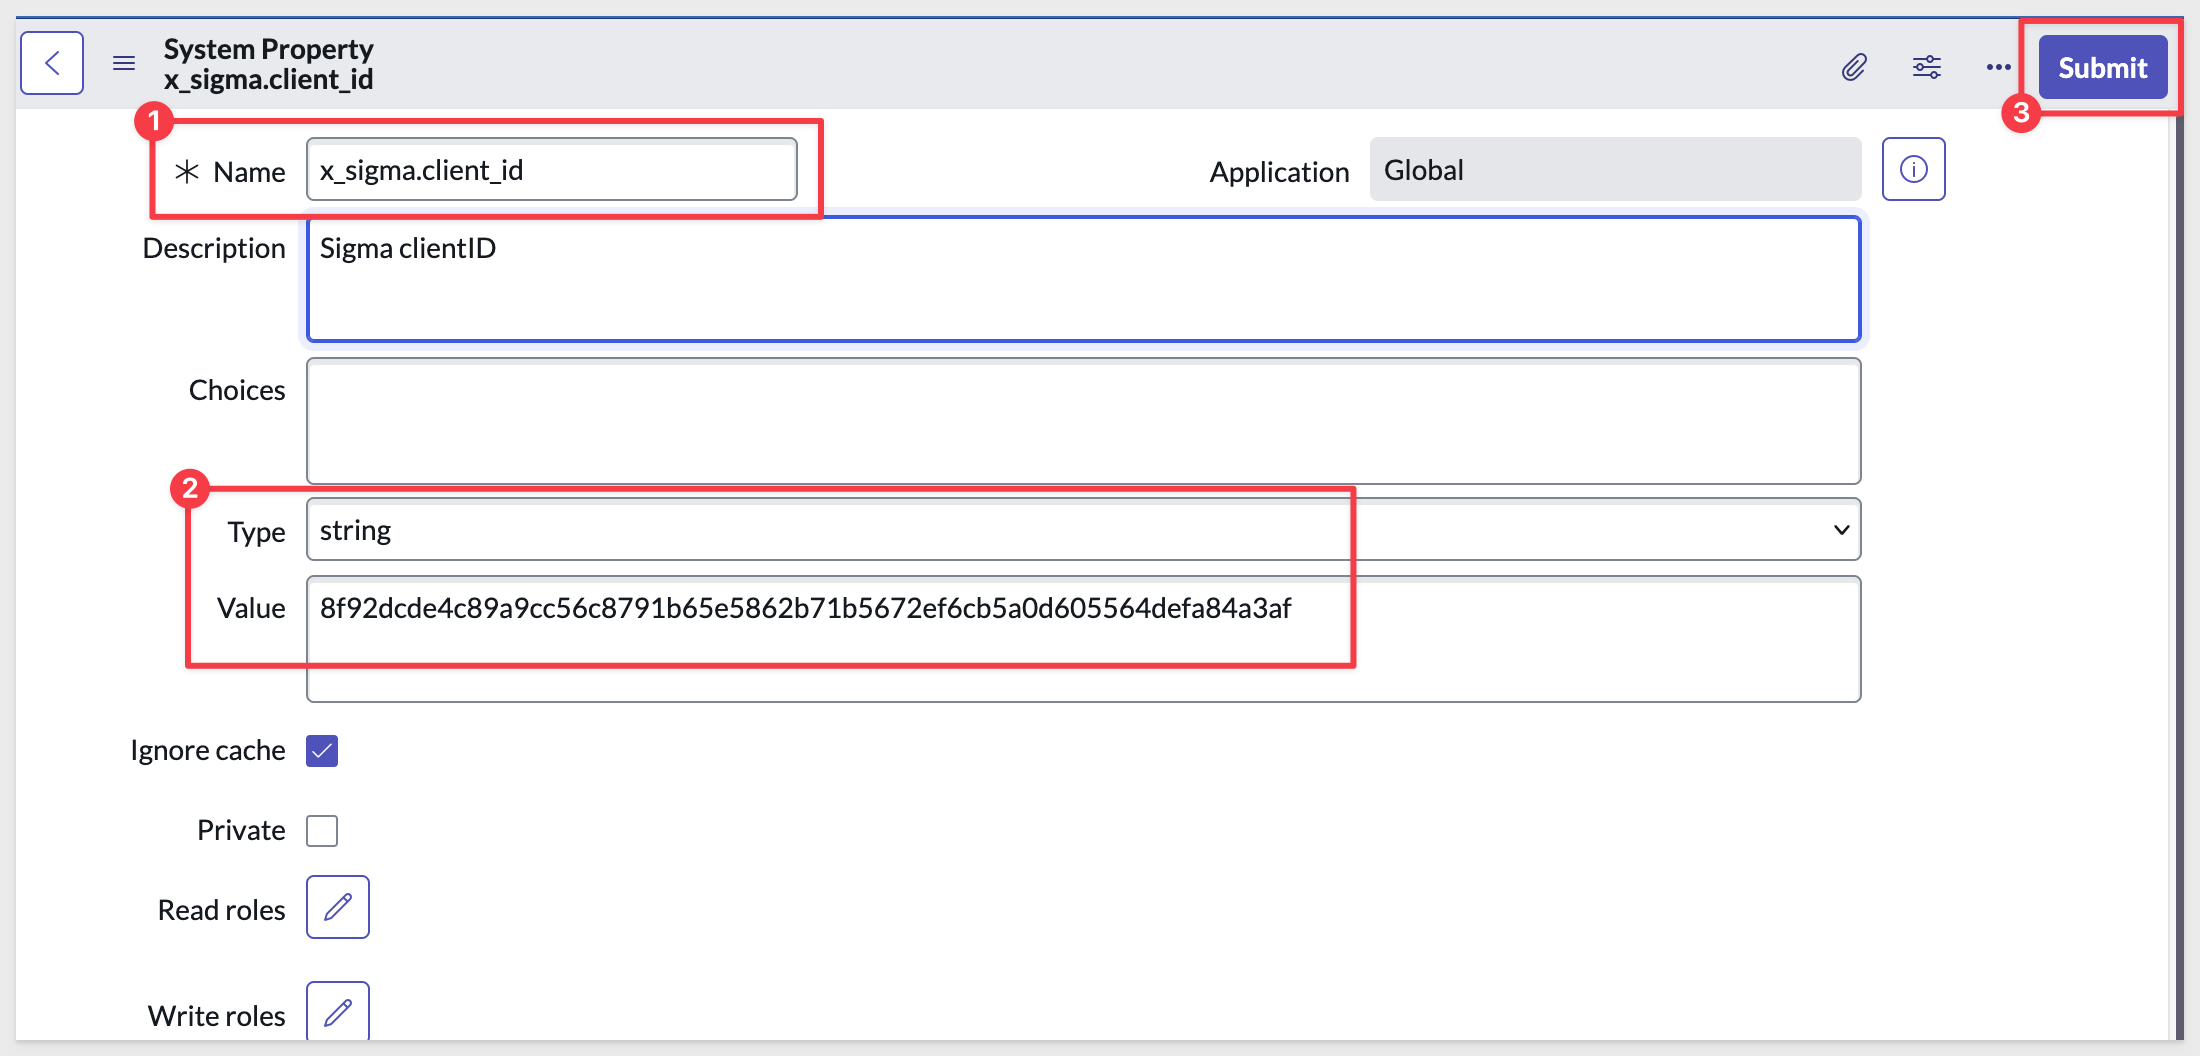 System Property
x_sigma.client_id
Submit
1
3
* Name x_sigma.client_id Application Global
Description Sigma clientID
Choices
2
Type string
Value 8f92dcde4c89a9cc56c8791b65e5862b71b5672ef6cb5a0d605564defa84a3af
Ignore cache
Private
Read roles
Write roles